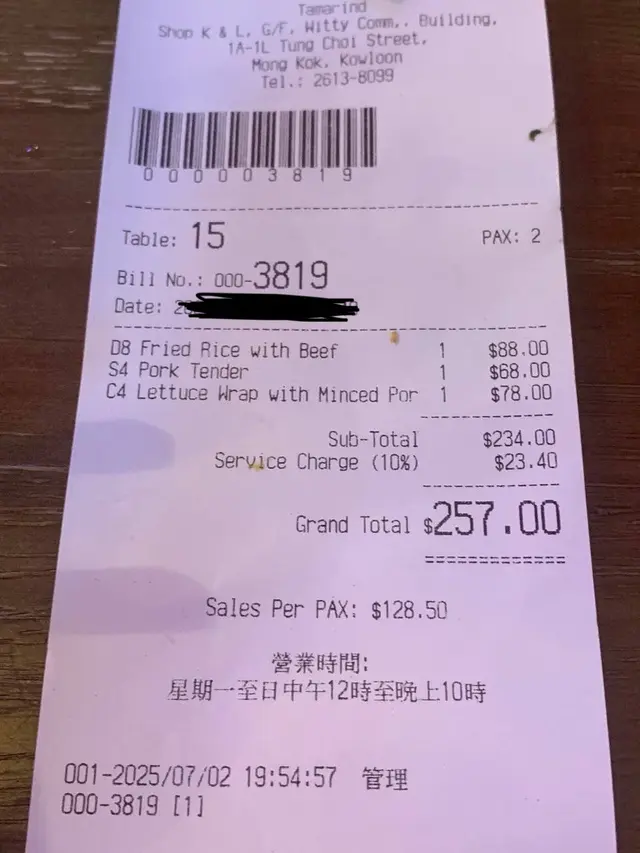 Tamarind
Shop K & L, G/F, Witty Comm,. Building,
1A-1L Tung Choi Street,
Mong Kok, Kowloon
Tel.: 2613-8099
0000003819
Table: 15 PAX: 2
Bill No.: 000-3819
Date:
D8 Fried Rice with Beef 1 $88.00
S4 Pork Tender 1 $68.00
C4 Lettuce Wrap with Minced Por 1 $78.00
Sub-Total $234.00
Service Charge (10%) $23.40
Grand Total $257.00
Sales Per PAX: $128.50
營業時間:
星期一至日中午12時至晚上10時
001-2025/07/02 19:54:57 管理
000-3819 [1]